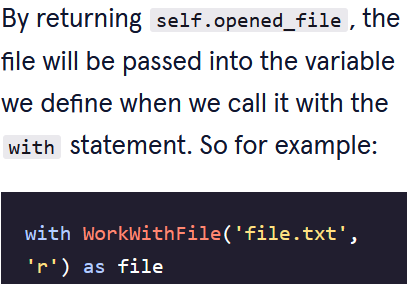 By returning self.opened_file, the
file will be passed into the variable
we define when we call it with the
with statement. So for example:
with WorkWithFile('file.txt',
'r') as file